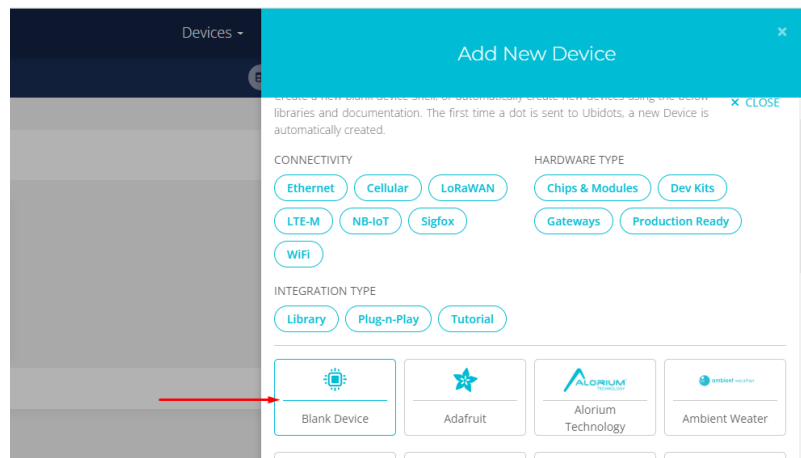 Devices
×
Add New Device
Create a new blank device shell, or automatically create new devices using the below
× CLOSE
libraries and documentation. The first time a dot is sent to Ubidots, a new Device is
automatically created.
CONNECTIVITY
HARDWARE TYPE
Ethernet Cellular LoRaWAN
Chips & Modules Dev Kits
LTE-M NB-IoT Sigfox
Gateways Production Ready
WiFi
INTEGRATION TYPE
Library Plug-n-Play Tutorial
ALORIUM
TECHNOLOGY
ambient weather
Blank Device
Adafruit
Alorium
Technology
Ambient Weater